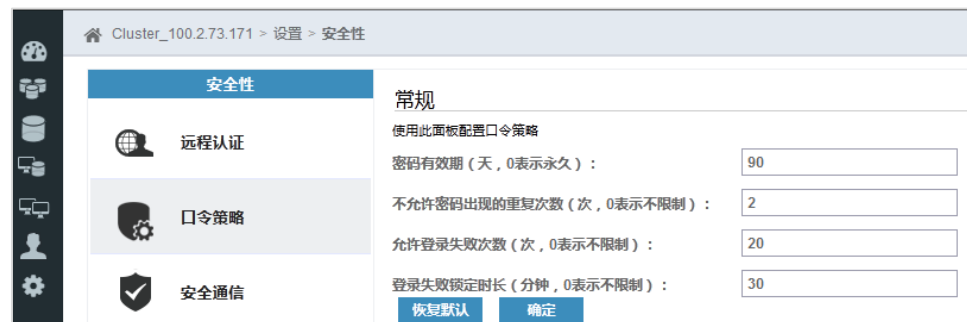 Cluster_100.2.73.171 > 设置 > 安全性
安全性
远程认证
口令策略
安全通信
常规
使用此面板配置口令策略
密码有效期（天，0表示永久）： 90
不允许密码出现的重复次数（次，0表示不限制）： 2
允许登录失败次数（次，0表示不限制）： 20
登录失败锁定时长（分钟，0表示不限制）： 30
恢复默认 确定